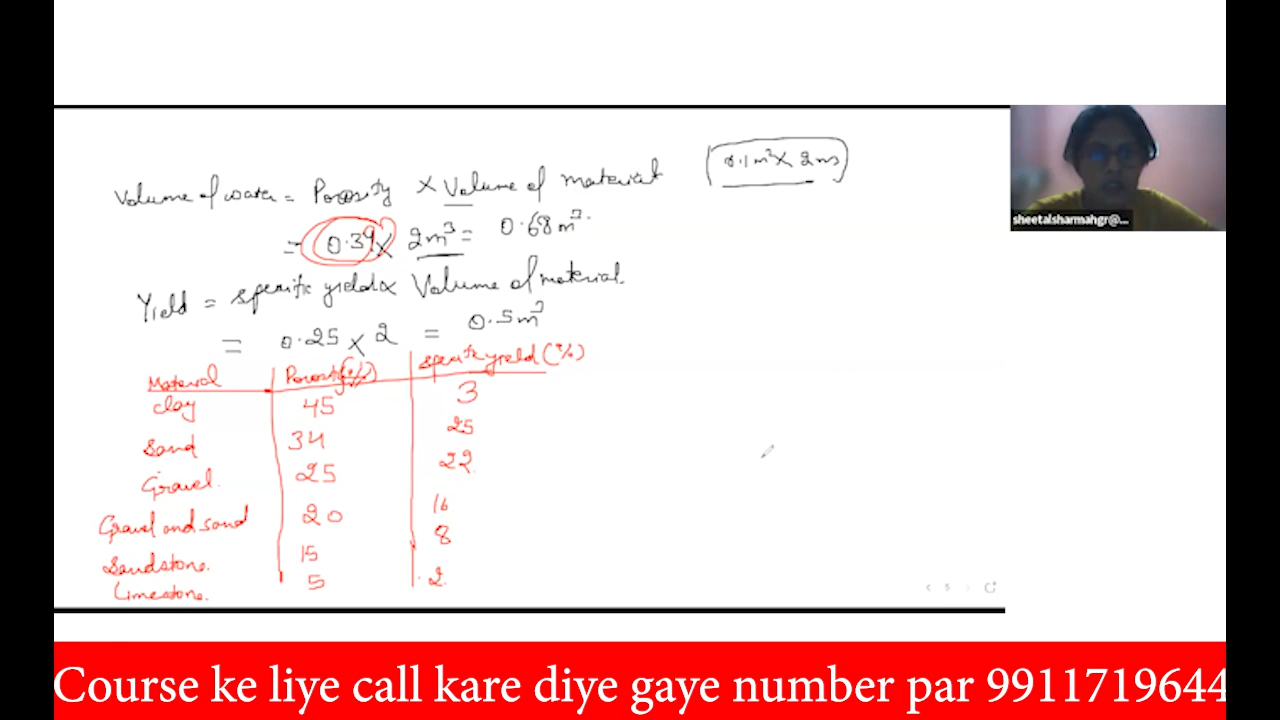 Volume of water = Porosity × Volume of material
0.1m² × 2m
= 0.34 × 2m³ = 0.68m³.
Yield = specific yield × Volume of material.
= 0.25 × 2 = 0.5m³
Material Porosity(%) specific yield (%)
clay 45 3
Sand 34 25
Gravel. 25 22
Gravel and sand 20 16
Sandstone. 15 8
Limestone. 5 2
sheetalsharmahgr@...
5
Course ke liye call kare diye gaye number par 9911719644